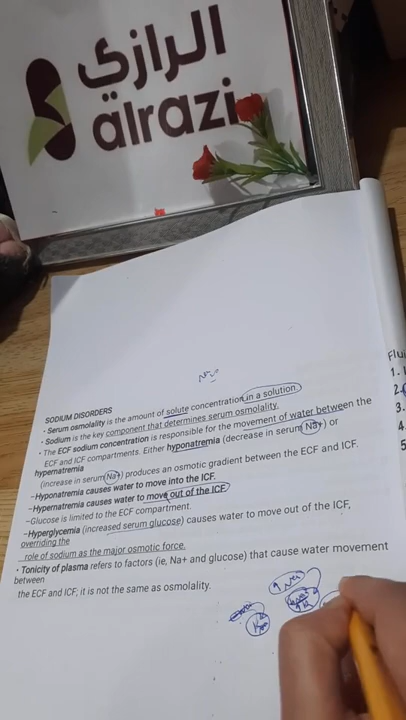 الرازي
alrazi
SODIUM DISORDERS
• Serum osmolality is the amount of solute concentration in a solution.
• Sodium is the key component that determines serum osmolality.
• The ECF sodium concentration is responsible for the movement of water between the
ECF and ICF compartments. Either hyponatremia (decrease in serum Na+) or
hypernatremia
(increase in serum Na+) produces an osmotic gradient between the ECF and ICF.
–Hyponatremia causes water to move into the ICF.
–Hypernatremia causes water to move out of the ICF.
–Glucose is limited to the ECF compartment.
–Hyperglycemia (increased serum glucose) causes water to move out of the ICF,
overriding the
role of sodium as the major osmotic force.
• Tonicity of plasma refers to factors (ie, Na+ and glucose) that cause water movement
between
the ECF and ICF; it is not the same as osmolality.
↑ Na
Flui
1.
2.
3.
4.
5